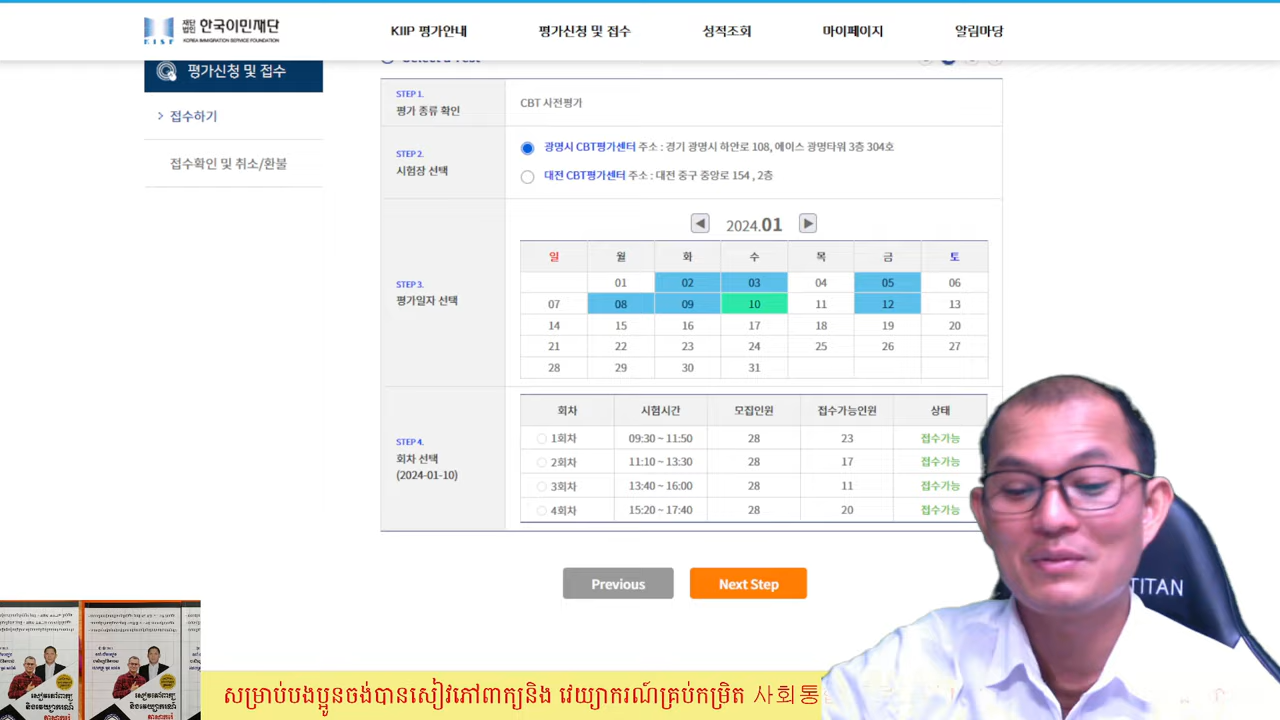 재단
법인 한국이민재단
KISF KOREA IMMIGRATION SERVICE FOUNDATION
KIIP 평가안내 평가신청 및 접수 성적조회 마이페이지 알림마당
평가신청 및 접수
> 접수하기
접수확인 및 취소/환불
Select a Test
STEP 1.
평가 종류 확인
CBT 사전평가
STEP 2.
시험장 선택
광명시 CBT평가센터 주소 : 경기 광명시 하안로 108, 에이스 광명타워 3층 304호
대전 CBT평가센터 주소 : 대전 중구 중앙로 154 , 2층
STEP 3.
평가일자 선택
◀ 2024.01 ▶
일 월 화 수 목 금 토
01 02 03 04 05 06
07 08 09 10 11 12 13
14 15 16 17 18 19 20
21 22 23 24 25 26 27
28 29 30 31
STEP 4.
회차 선택
(2024-01-10)
회차 시험시간 모집인원 접수가능인원 상태
1회차 09:30 ~ 11:50 28 23 접수가능
2회차 11:10 ~ 13:30 28 17 접수가능
3회차 13:40 ~ 16:00 28 11 접수가능
4회차 15:20 ~ 17:40 28 20 접수가능
Previous Next Step
TITAN
សម្រាប់បងប្អូនចង់បានសៀវភៅពាក្យនិង វេយ្យាករណ៍គ្រប់កម្រិត 사회통